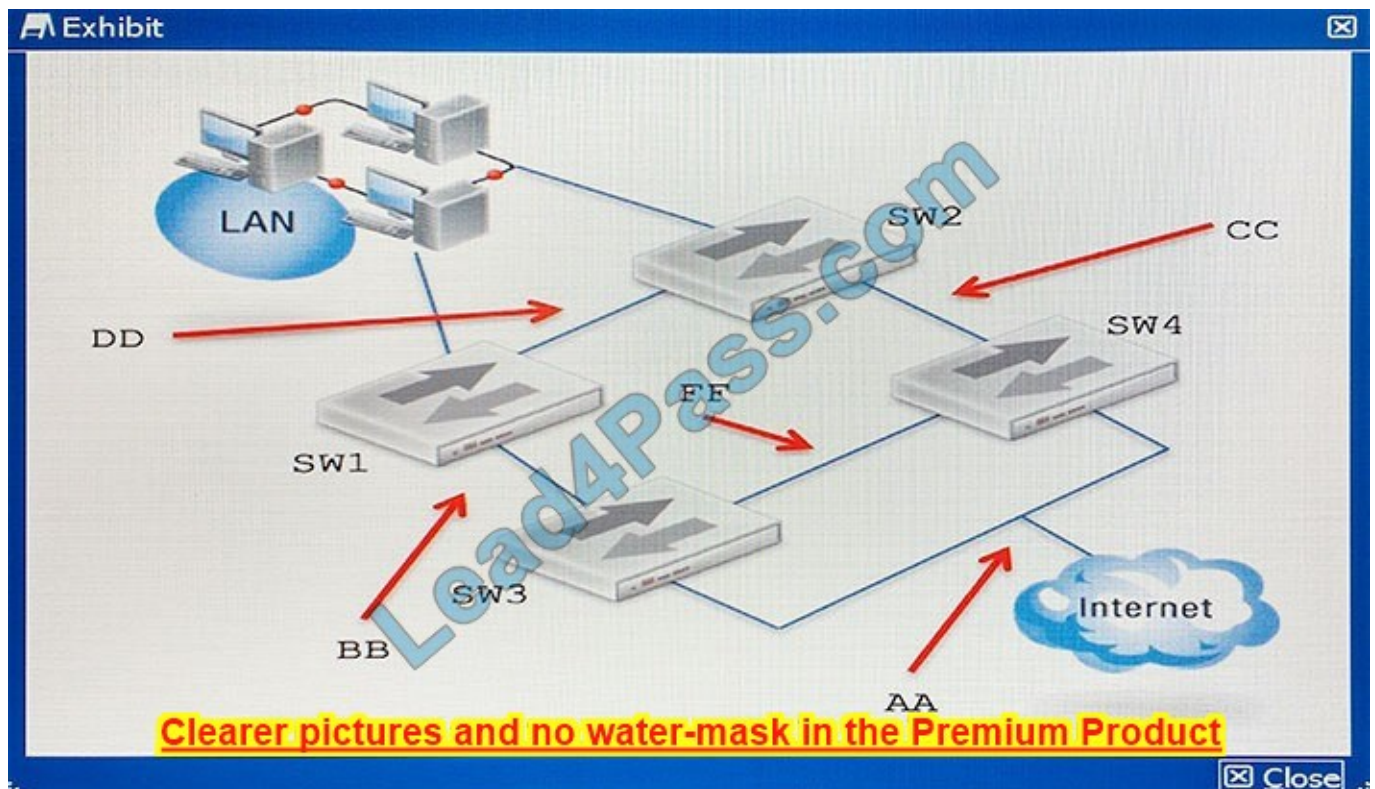 Exhibit
LAN
SW2
CC
DD
SW4
FF
SW1
SW3
BB
Internet
AA
Lead4Pass.com
Clearer pictures and no water-mask in the Premium Product
Close